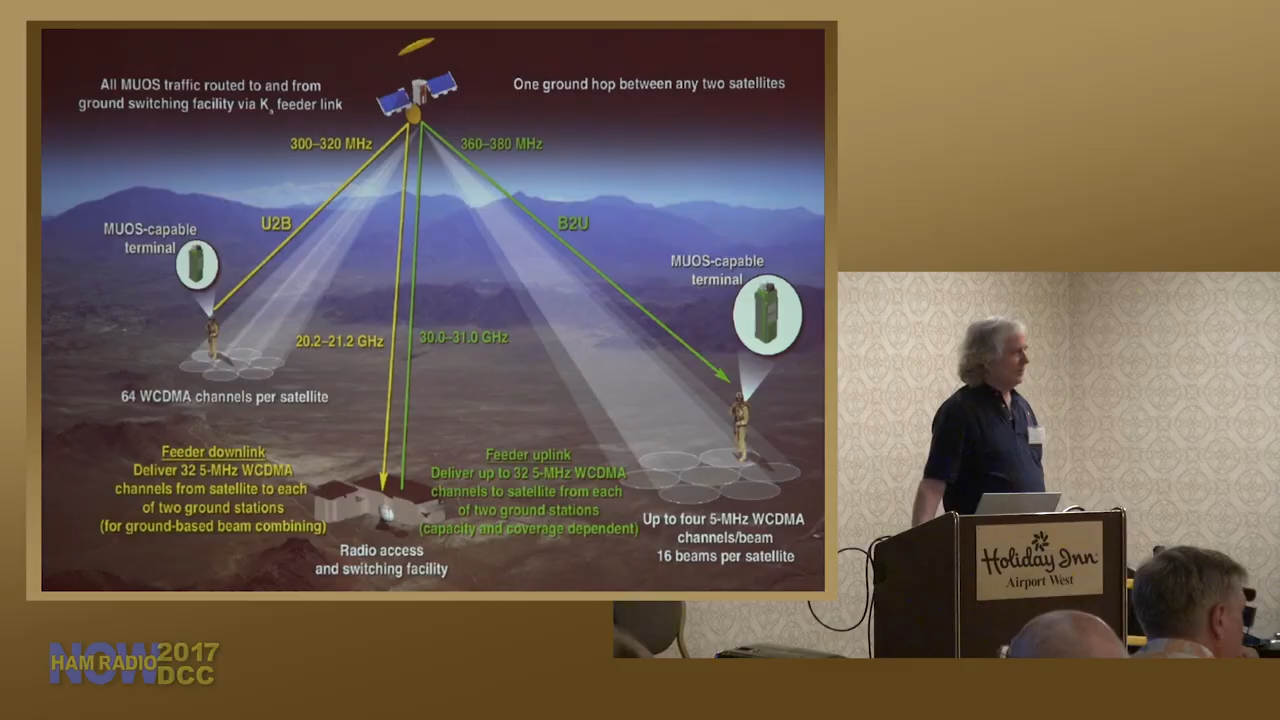 All MUOS traffic routed to and from
ground switching facility via Ka feeder link
One ground hop between any two satellites
300–320 MHz
360–380 MHz
U2B
B2U
MUOS-capable
terminal
MUOS-capable
terminal
20.2–21.2 GHz
30.0–31.0 GHz
64 WCDMA channels per satellite
Feeder downlink
Deliver 32 5-MHz WCDMA
channels from satellite to each
of two ground stations
(for ground-based beam combining)
Feeder uplink
Deliver up to 32 5-MHz WCDMA
channels to satellite from each
of two ground stations
(capacity and coverage dependent)
Up to four 5-MHz WCDMA
channels/beam
16 beams per satellite
Radio access
and switching facility
Holiday Inn
Airport West
NOW
HAM RADIO 2017
DCC